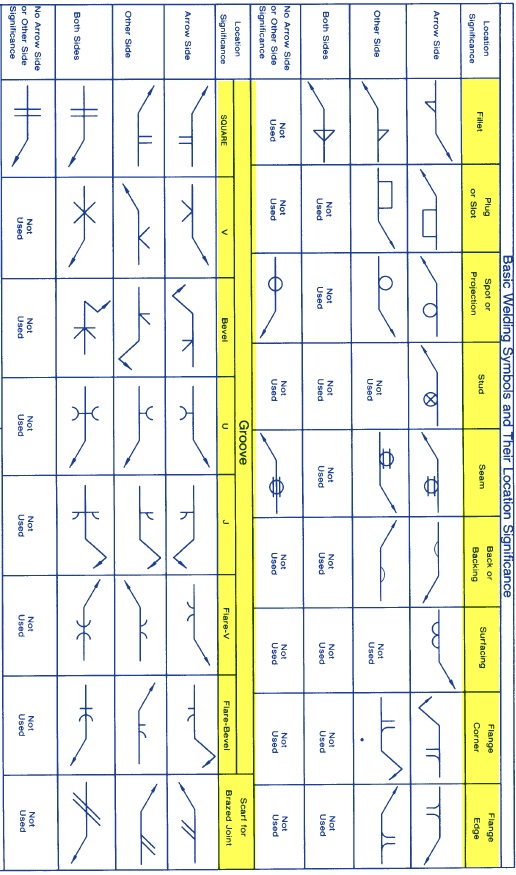 Basic Welding Symbols and Their Location Significance
Location
Significance
Fillet
Plug
or Slot
Spot or
Projection
Stud
Seam
Back or
Backing
Surfacing
Flange
Corner
Flange
Edge
Arrow Side
Other Side
Not
Used
Not
Used
Both Sides
Not
Used
Not
Used
Not
Used
Not
Used
Not
Used
Not
Used
Not
Used
Not
Used
No Arrow Side
or Other Side
Significance
Not
Used
Not
Used
Not
Used
Not
Used
Not
Used
Not
Used
Not
Used
Groove
Location
Significance
SQUARE
V
Bevel
U
J
Flare-V
Flare-Bevel
Scarf for
Brazed Joint
Arrow Side
Other Side
Both Sides
No Arrow Side
or Other Side
Significance
Not
Used
Not
Used
Not
Used
Not
Used
Not
Used
Not
Used
Not
Used